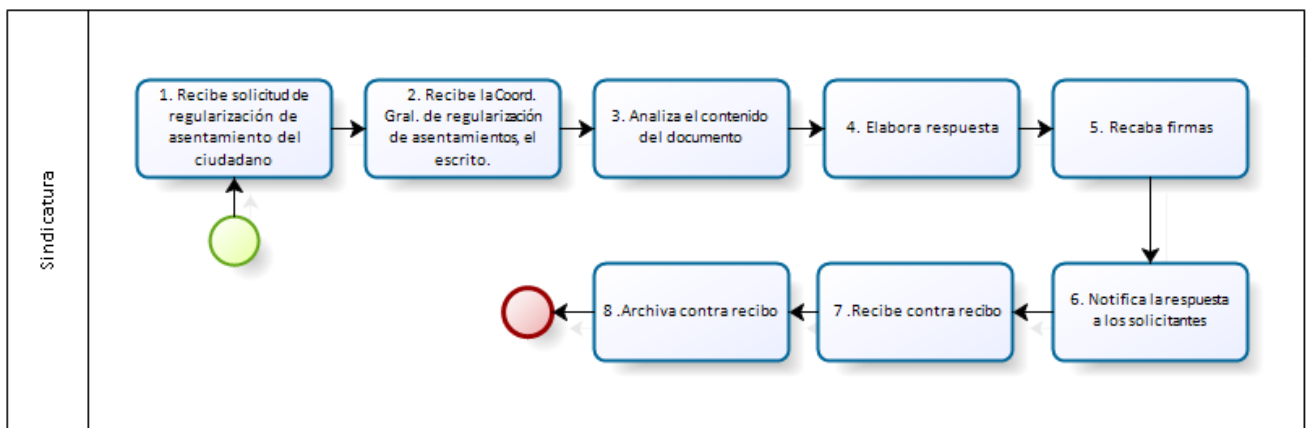 Sindicatura
1. Recibe solicitud de
regularización de
asentamiento del
ciudadano
2. Recibe la Coord.
Gral. de regularización
de asentamientos, el
escrito.
3. Analiza el contenido
del documento
4. Elabora respuesta
5. Recaba firmas
6. Notifica la respuesta
a los solicitantes
7 .Recibe contra recibo
8 .Archiva contra recibo